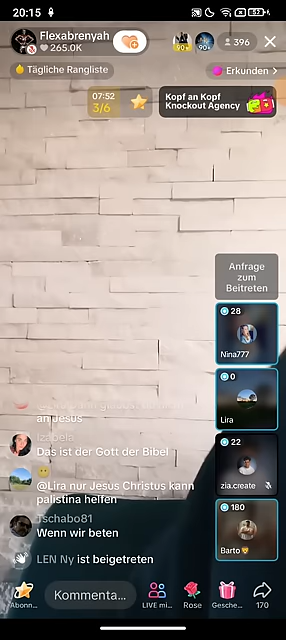 20:15
57
Flexabrenyah
265.0K
90+
90+
396
Tägliche Rangliste
Erkunden >
07:52
3/6
Kopf an Kopf
Knockout Agency
Anfrage
zum
Beitreten
28
Nina777
0
Lira
22
zia.create
180
Barto
an Jesus
Izabela
Das ist der Gott der Bibel
@Lira nur Jesus Christus kann
palistina helfen
Tschabo81
Wenn wir beten
LEN Ny ist beigetreten
Abonn...
Kommenta...
LIVE mi...
Rose
Gesche...
170